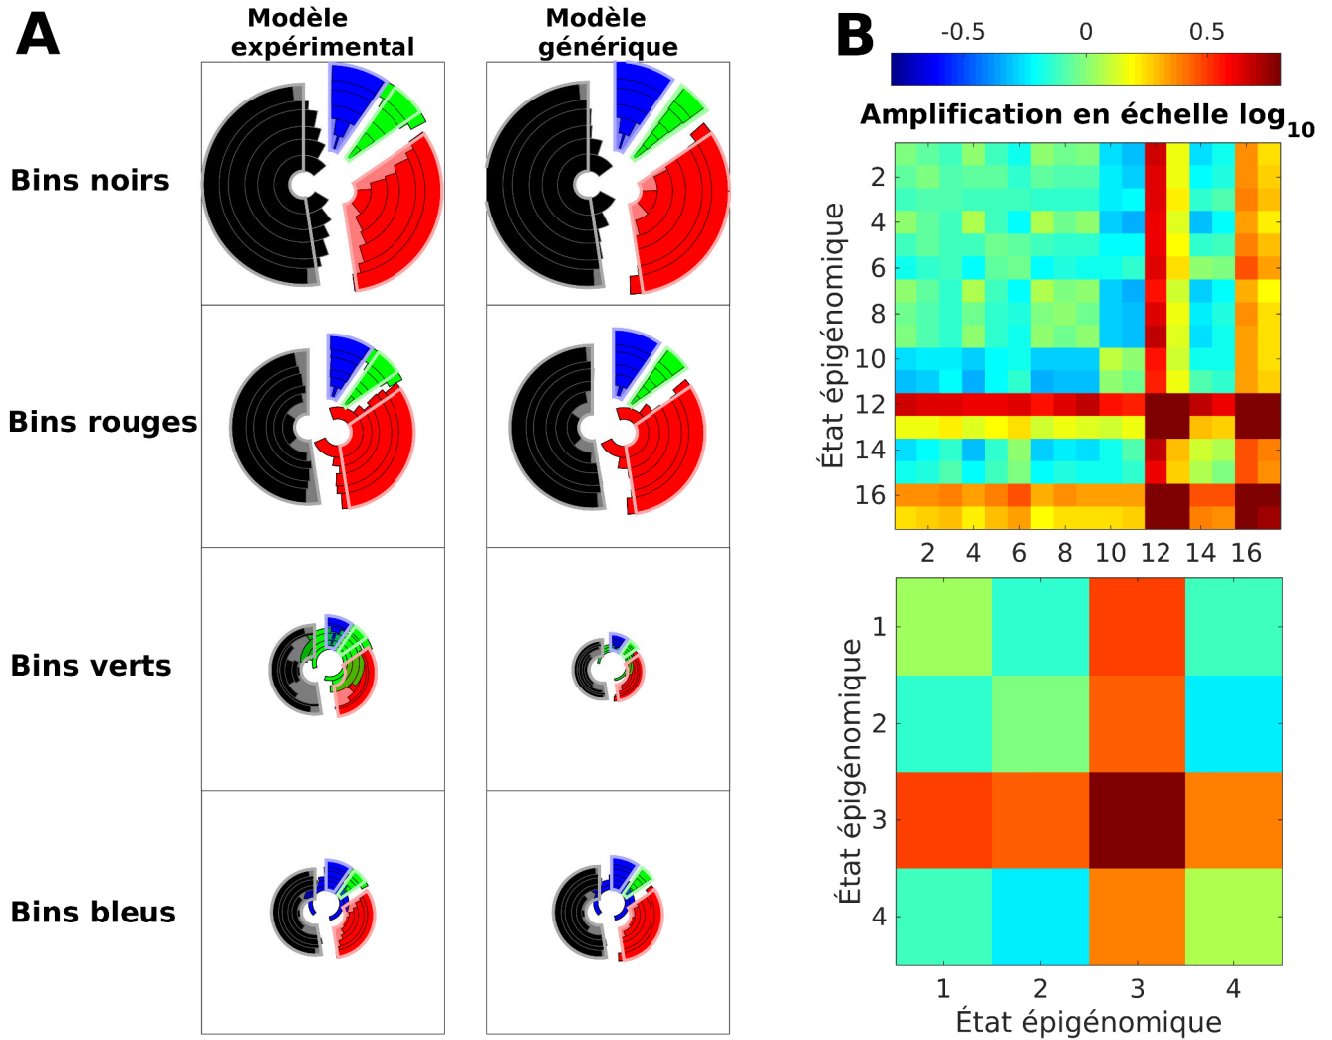 A
Modèle
expérimental
Modèle
générique
Bins noirs
Bins rouges
Bins verts
Bins bleus
B
-0.5 0 0.5
Amplification en échelle log10
État épigénomique
2
4
6
8
10
12
14
16
2 4 6 8 10 12 14 16
État épigénomique
1
2
3
4
1 2 3 4
État épigénomique